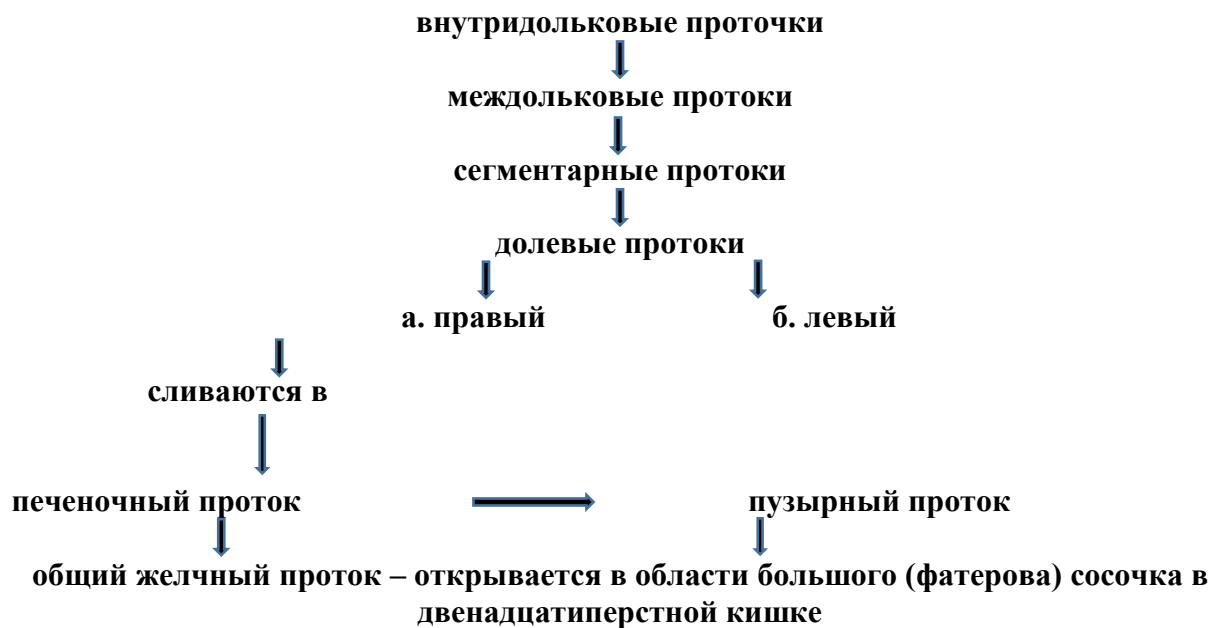 внутридольковые проточки
междольковые протоки
сегментарные протоки
долевые протоки
а. правый б. левый
сливаются в
печеночный проток пузырный проток
общий желчный проток – открывается в области большого (фатерова) сосочка в
двенадцатиперстной кишке